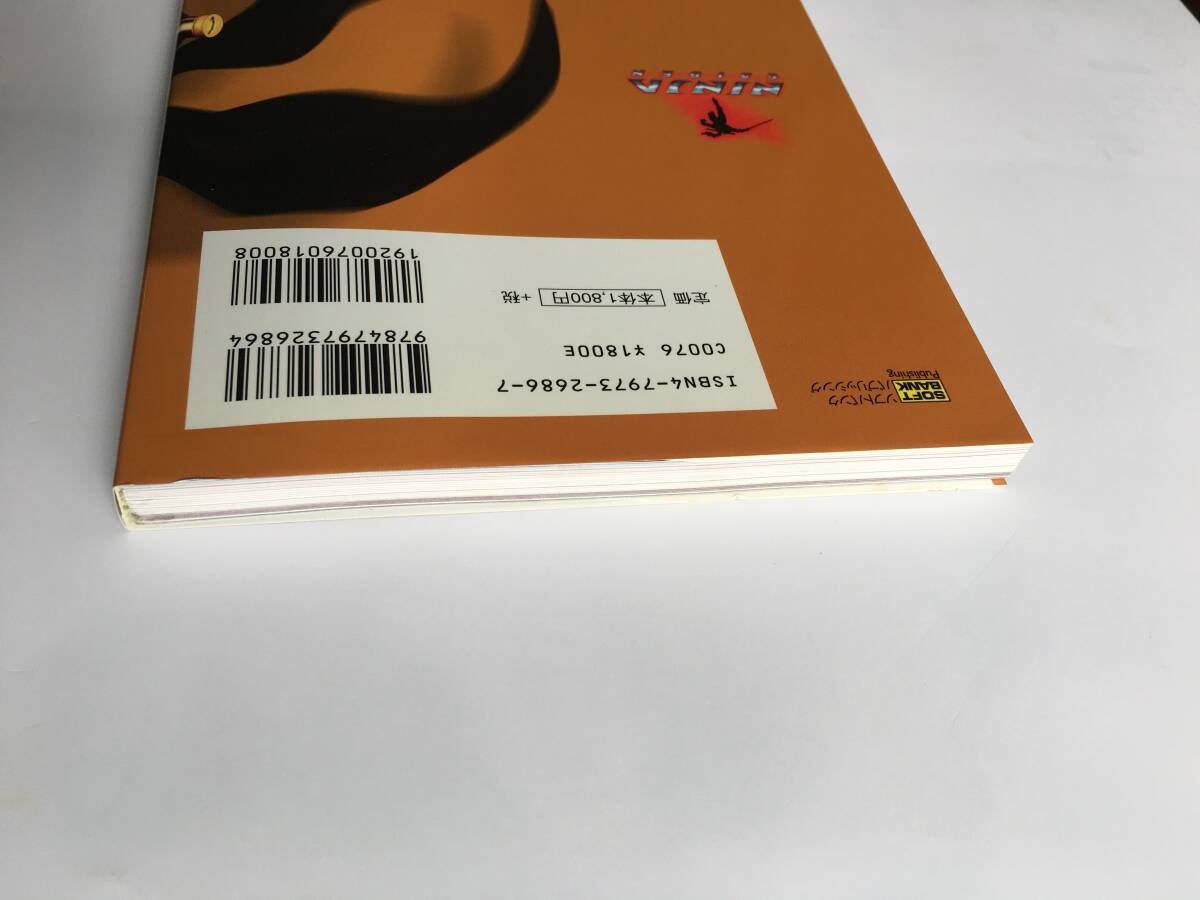 ソフトバンク
パブリッシング
SOFT
BANK
Publishing
ISBN4-7973-2686-7
C0076 ¥1800E
定価 本体1,800円 +税
9784797326864
1920076018008
NINJA